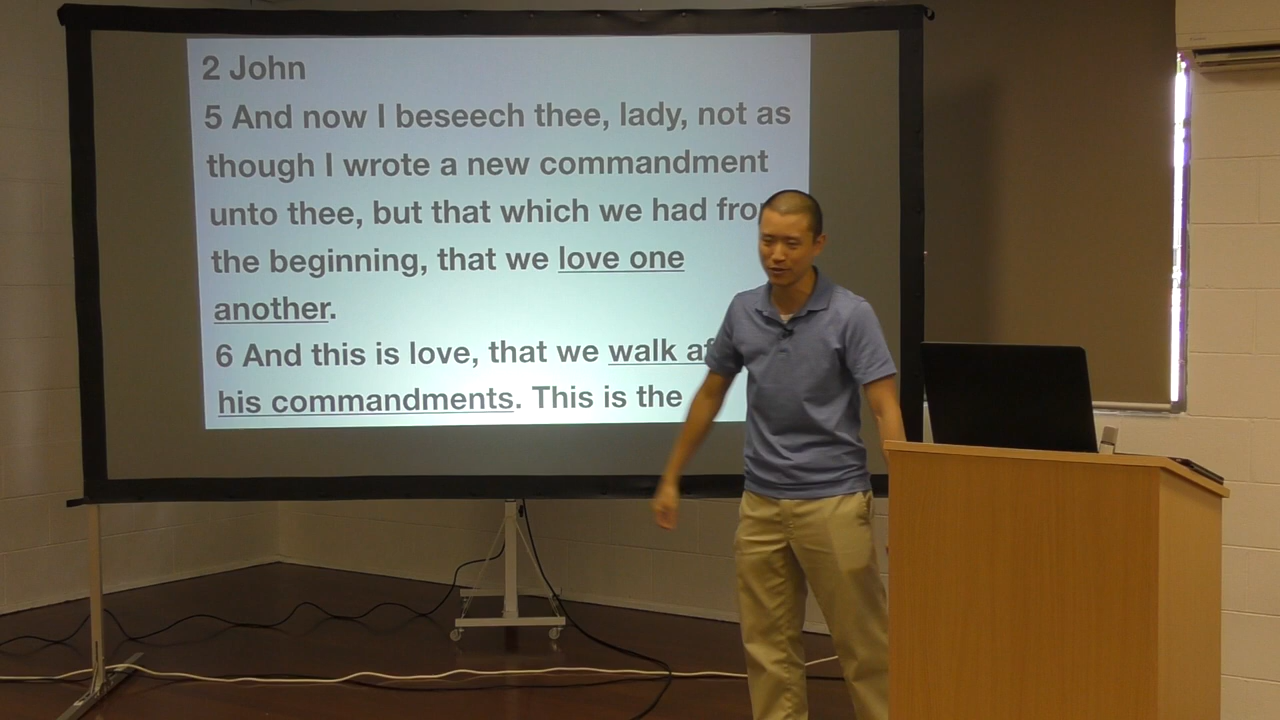 2 John
5 And now I beseech thee, lady, not as
though I wrote a new commandment
unto thee, but that which we had
the beginning, that we love one
another.
6 And this is love, that we walk
his commandments. This is the